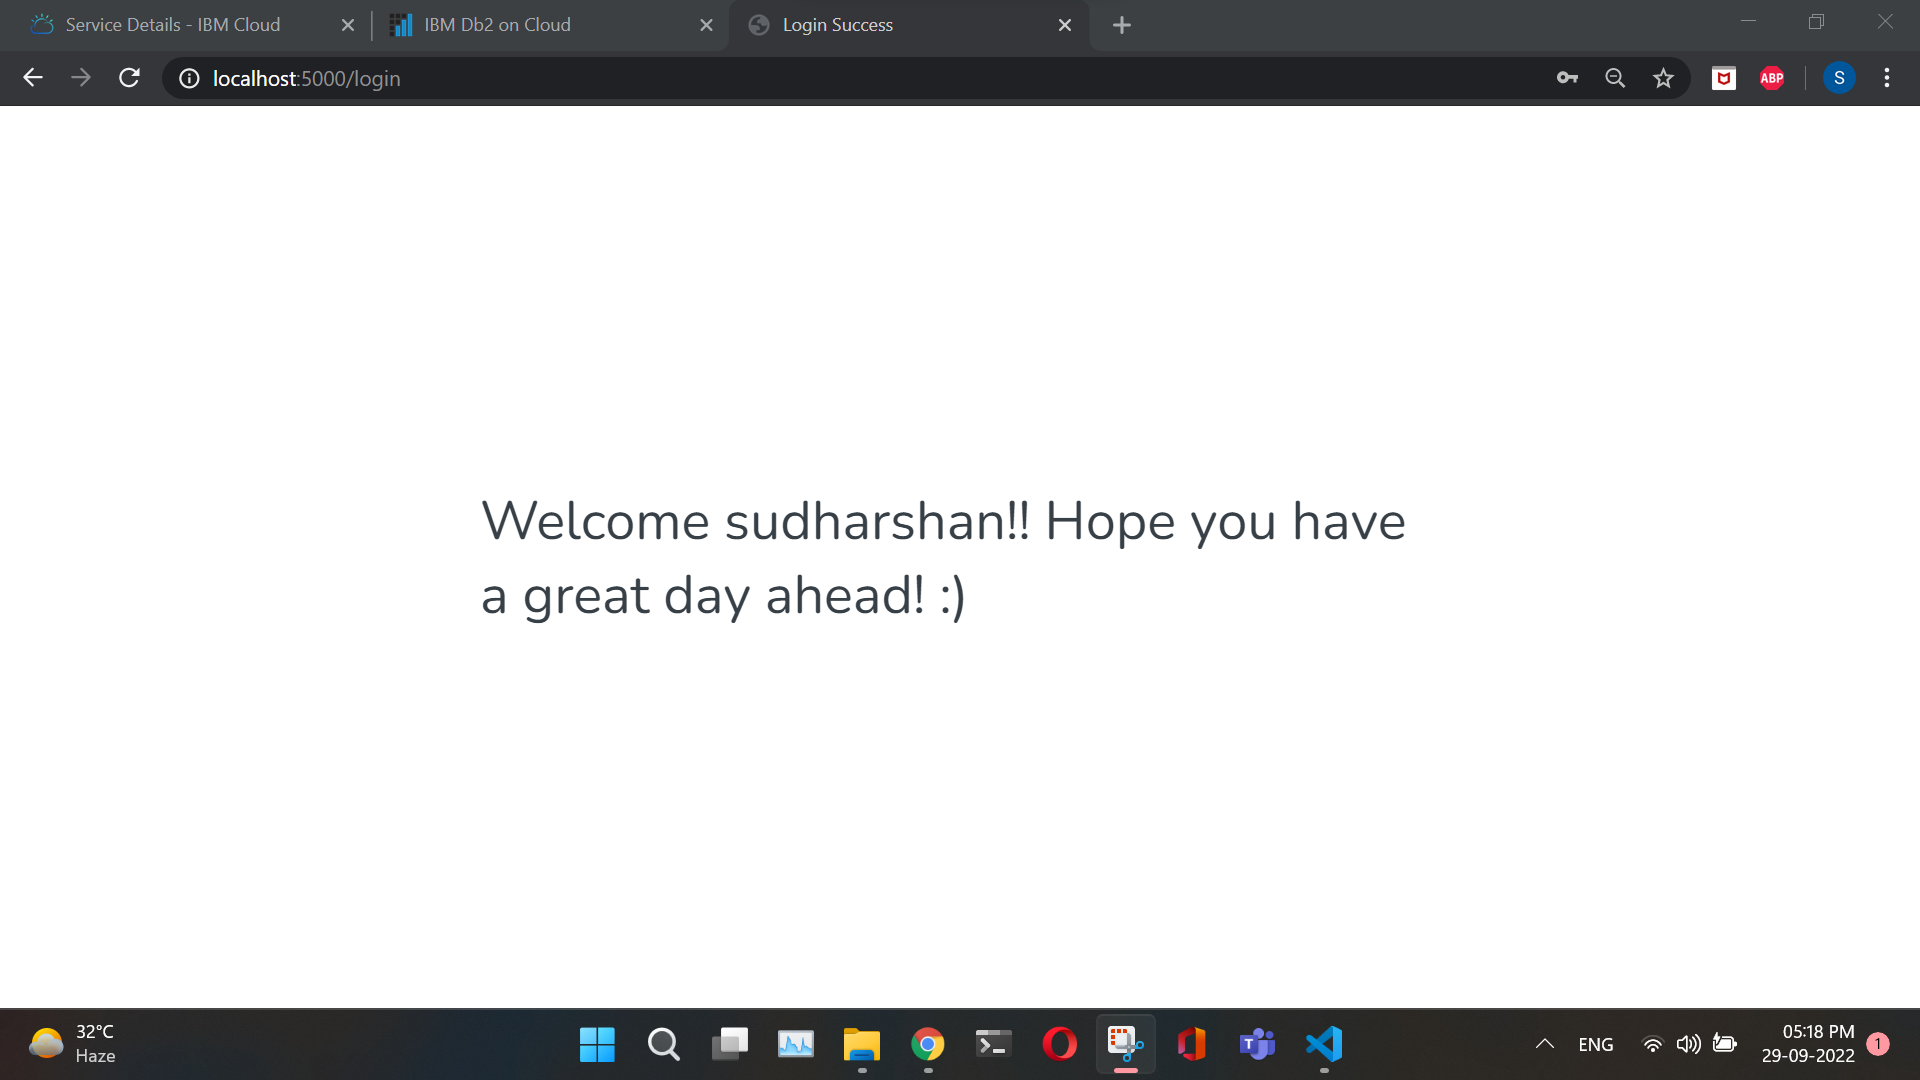 Service Details - IBM Cloud
IBM Db2 on Cloud
Login Success
localhost:5000/login
ABP
S
Welcome sudharshan!! Hope you have
a great day ahead! :)
32°C
Haze
T
ENG
05:18 PM
29-09-2022
1